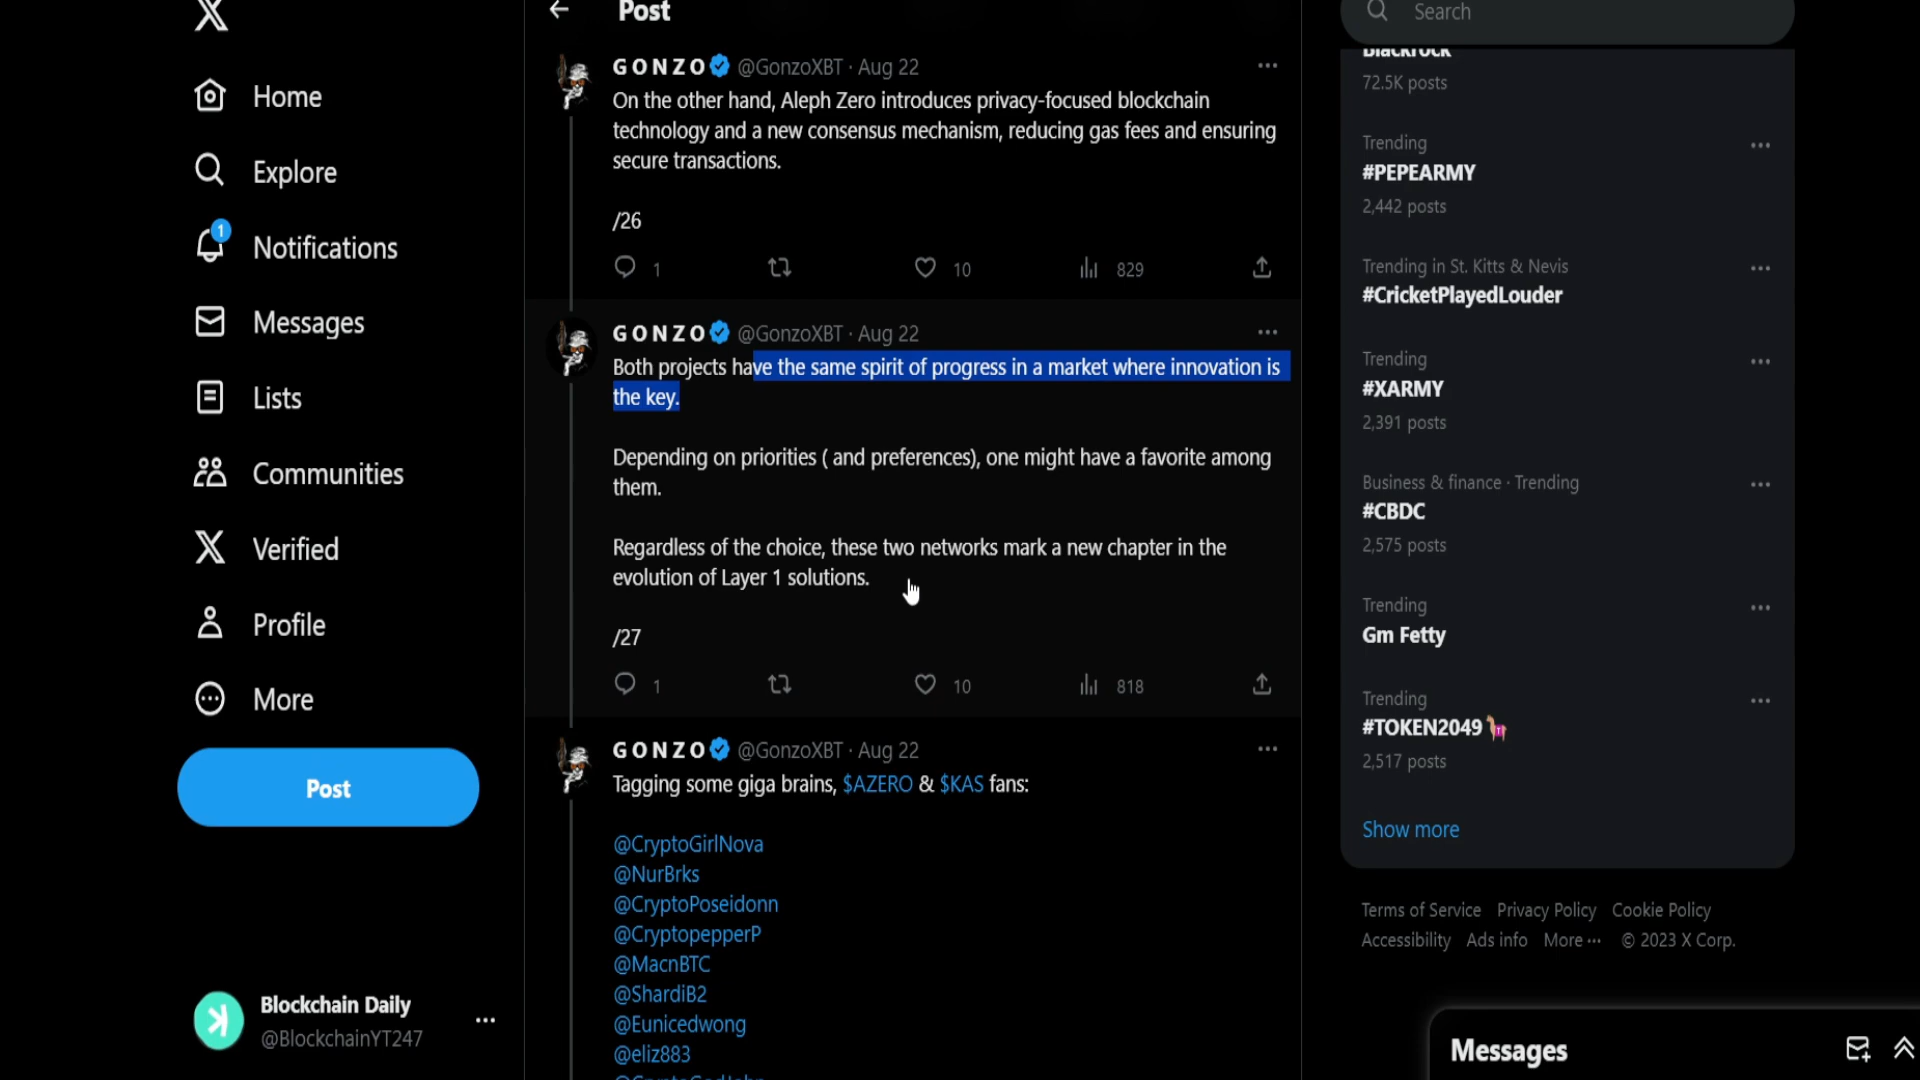 Home
Explore
1
Notifications
Messages
Lists
Communities
Verified
Profile
More
Post
Blockchain Daily
@BlockchainYT247
Post
GONZO @GonzoXBT · Aug 22
On the other hand, Aleph Zero introduces privacy-focused blockchain
technology and a new consensus mechanism, reducing gas fees and ensuring
secure transactions.
/26
1 10 829
GONZO @GonzoXBT · Aug 22
Both projects have the same spirit of progress in a market where innovation is
the key.
Depending on priorities ( and preferences), one might have a favorite among
them.
Regardless of the choice, these two networks mark a new chapter in the
evolution of Layer 1 solutions.
/27
1 10 818
GONZO @GonzoXBT · Aug 22
Tagging some giga brains, $AZERO & $KAS fans:
@CryptoGirlNova
@NurBrks
@CryptoPoseidonn
@CryptopepperP
@MacnBTC
@ShardiB2
@Eunicedwong
@eliz883
Search
Blackrock
72.5K posts
Trending
#PEPEARMY
2,442 posts
Trending in St. Kitts & Nevis
#CricketPlayedLouder
Trending
#XARMY
2,391 posts
Business & finance · Trending
#CBDC
2,575 posts
Trending
Gm Fetty
Trending
#TOKEN2049
2,517 posts
Show more
Terms of Service Privacy Policy Cookie Policy
Accessibility Ads info More ··· © 2023 X Corp.
Messages